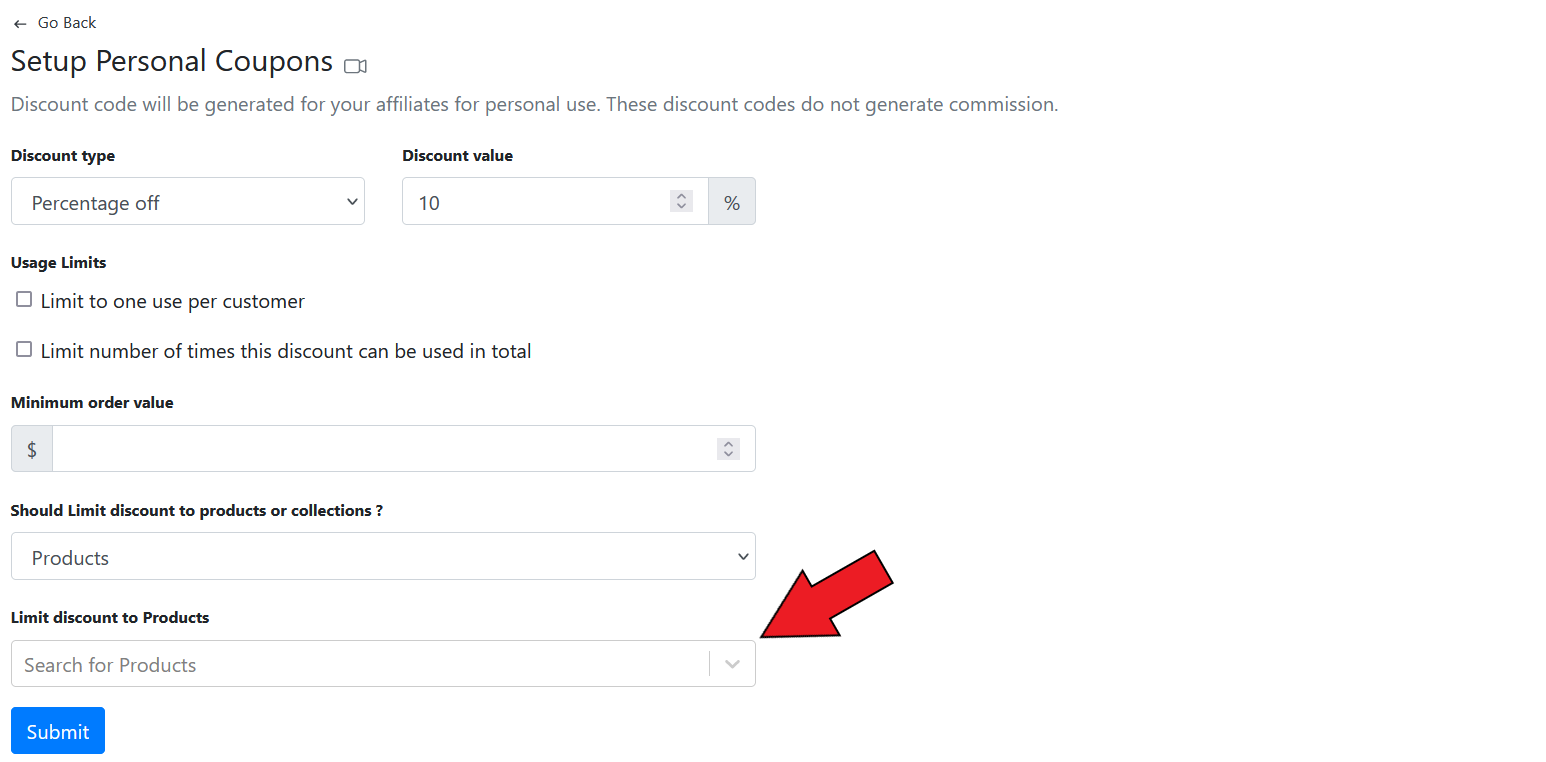 ← Go Back
Setup Personal Coupons
Discount code will be generated for your affiliates for personal use. These discount codes do not generate commission.
Discount type Discount value
Percentage off 10 %
Usage Limits
Limit to one use per customer
Limit number of times this discount can be used in total
Minimum order value
$
Should Limit discount to products or collections ?
Products
Limit discount to Products
Search for Products
Submit